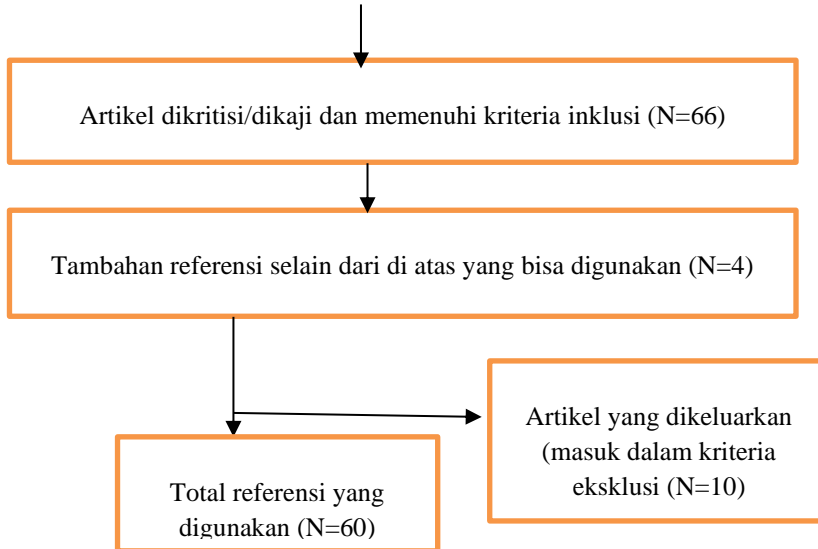 Artikel dikritisi/dikaji dan memenuhi kriteria inklusi (N=66)
Tambahan referensi selain dari di atas yang bisa digunakan (N=4)
Artikel yang dikeluarkan
(masuk dalam kriteria
eksklusi (N=10)
Total referensi yang
digunakan (N=60)